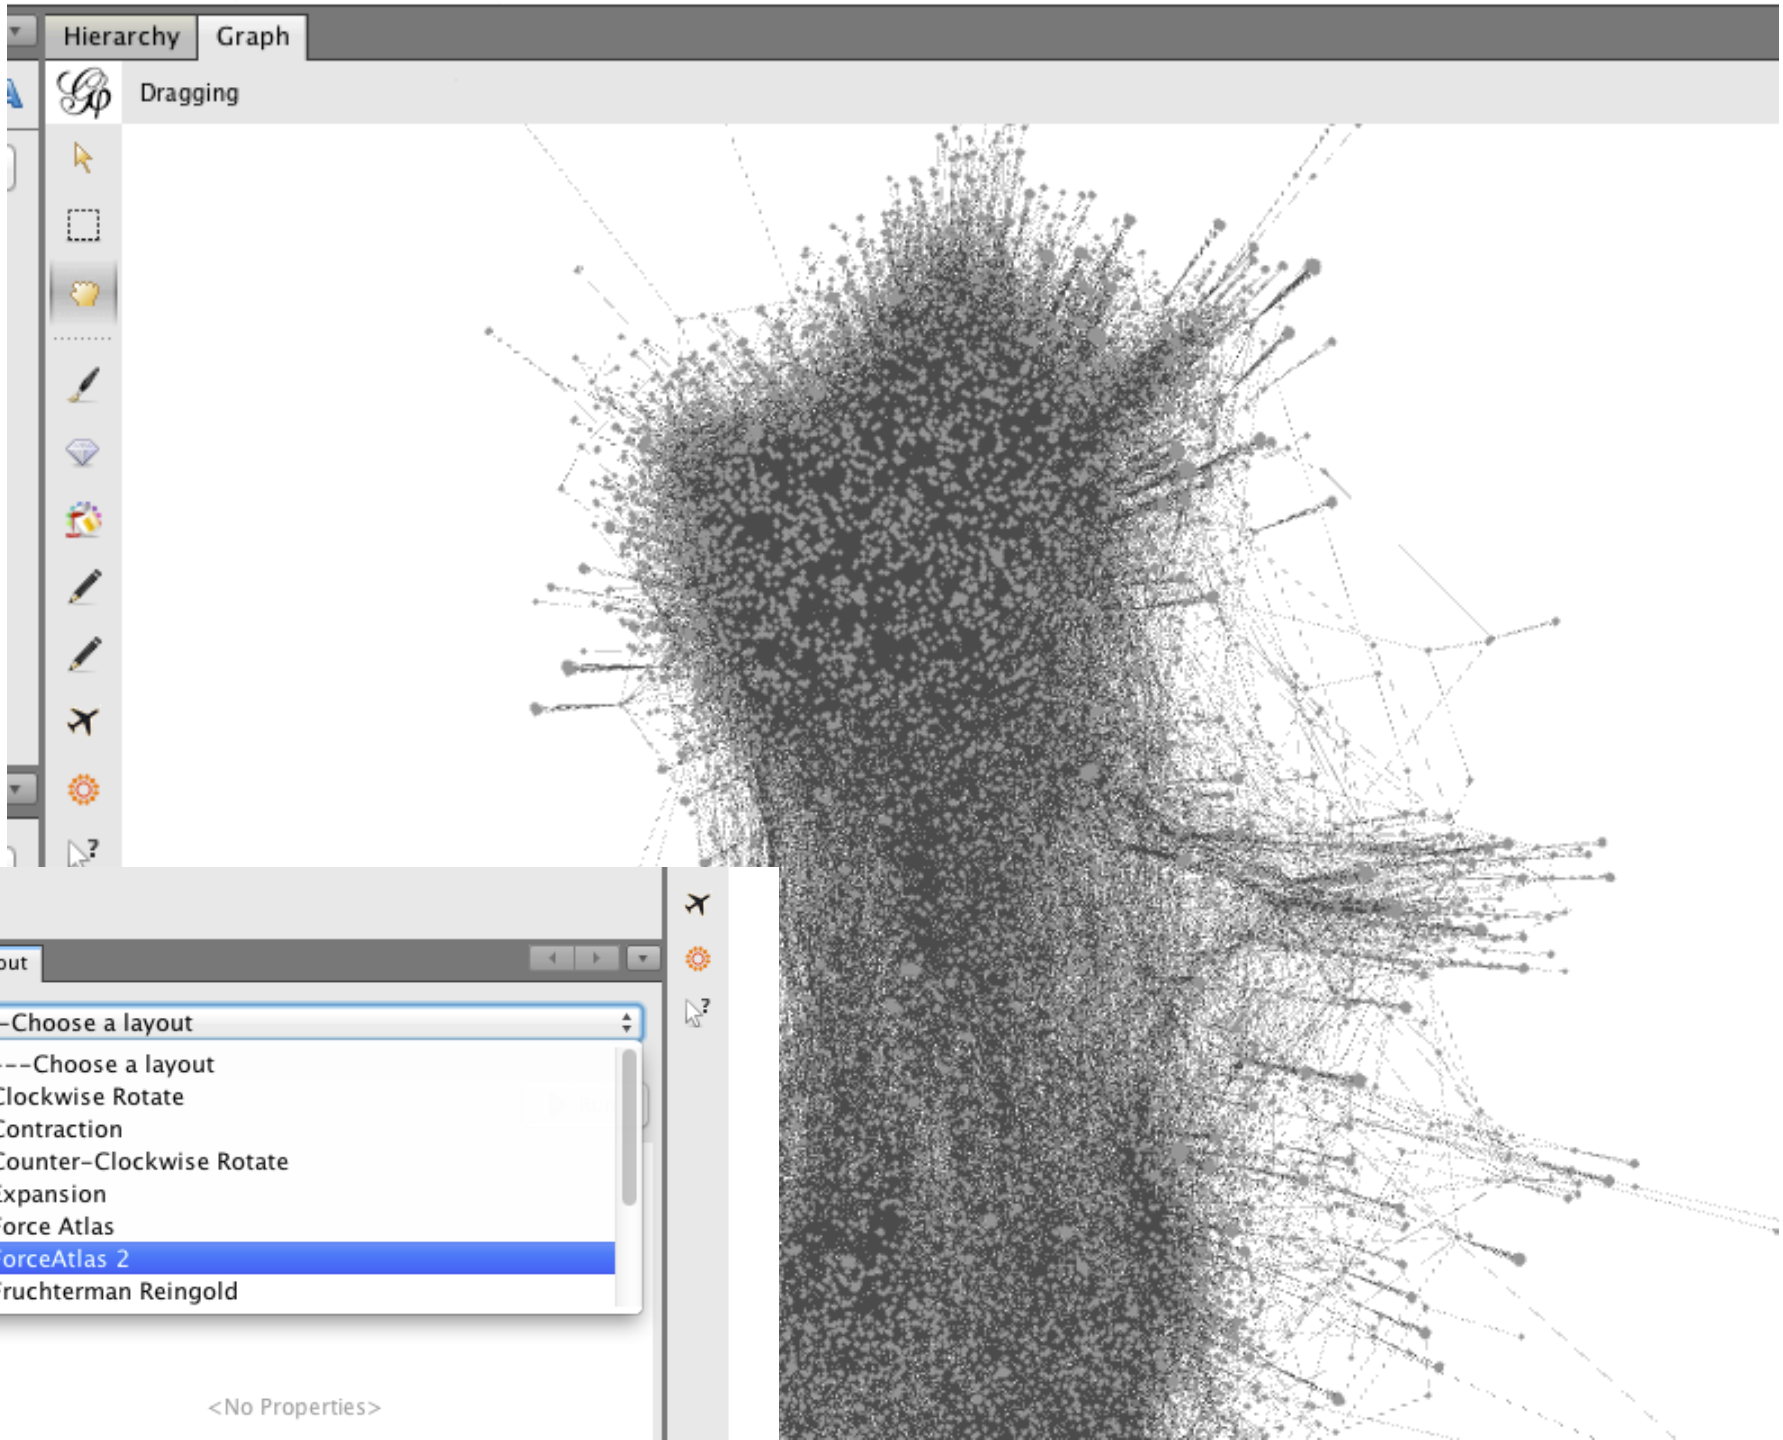 Hierarchy
Graph
Dragging
?
out
?
-Choose a layout
---Choose a layout
Clockwise Rotate
Contraction
Counter-Clockwise Rotate
Expansion
Force Atlas
ForceAtlas 2
Fruchterman Reingold
<No Properties>